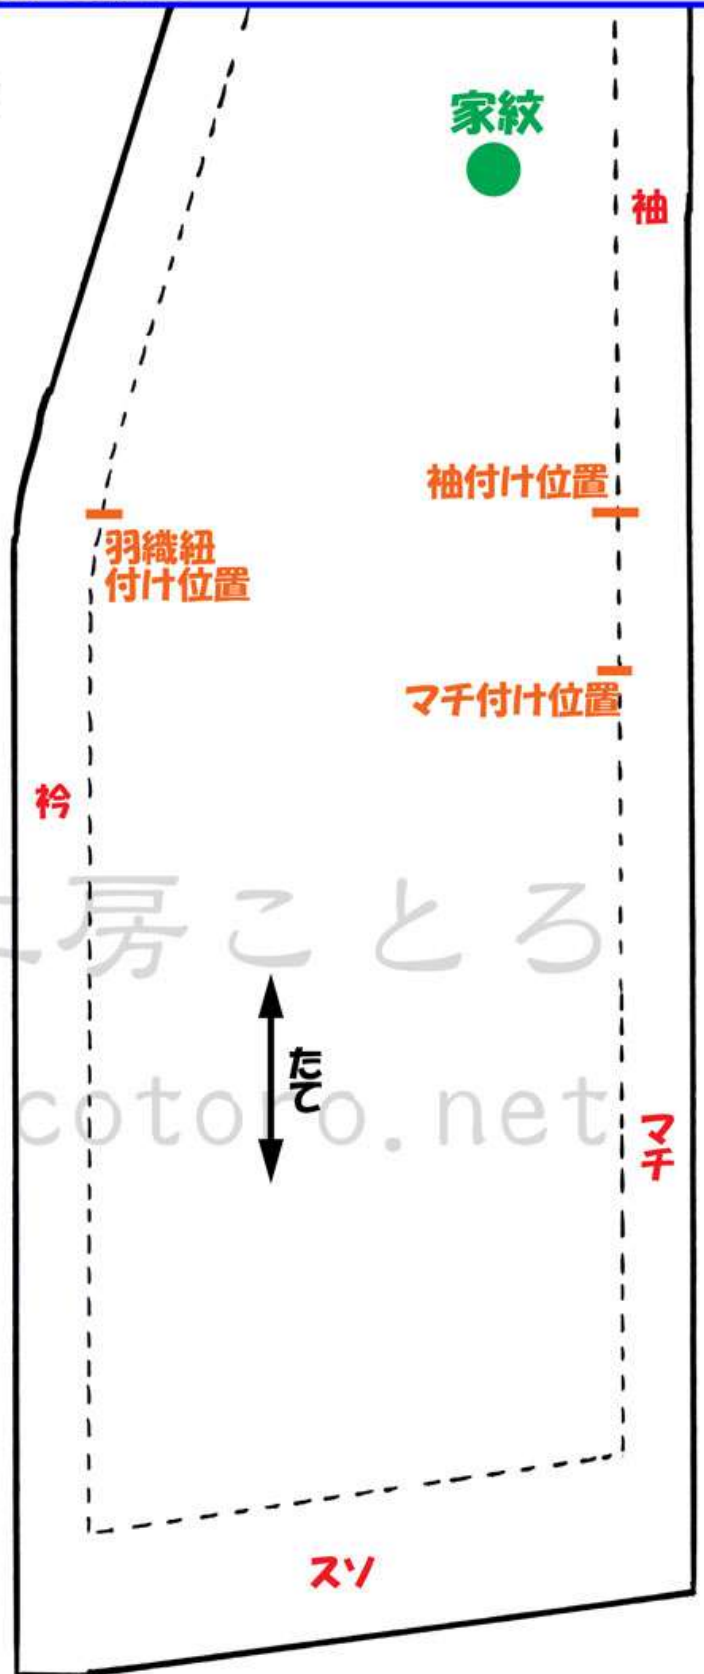 家紋
袖
袖付け位置
羽織紐
付け位置
マチ付け位置
衿
房ことろ
たて
cotoro.net
マチ
スソ